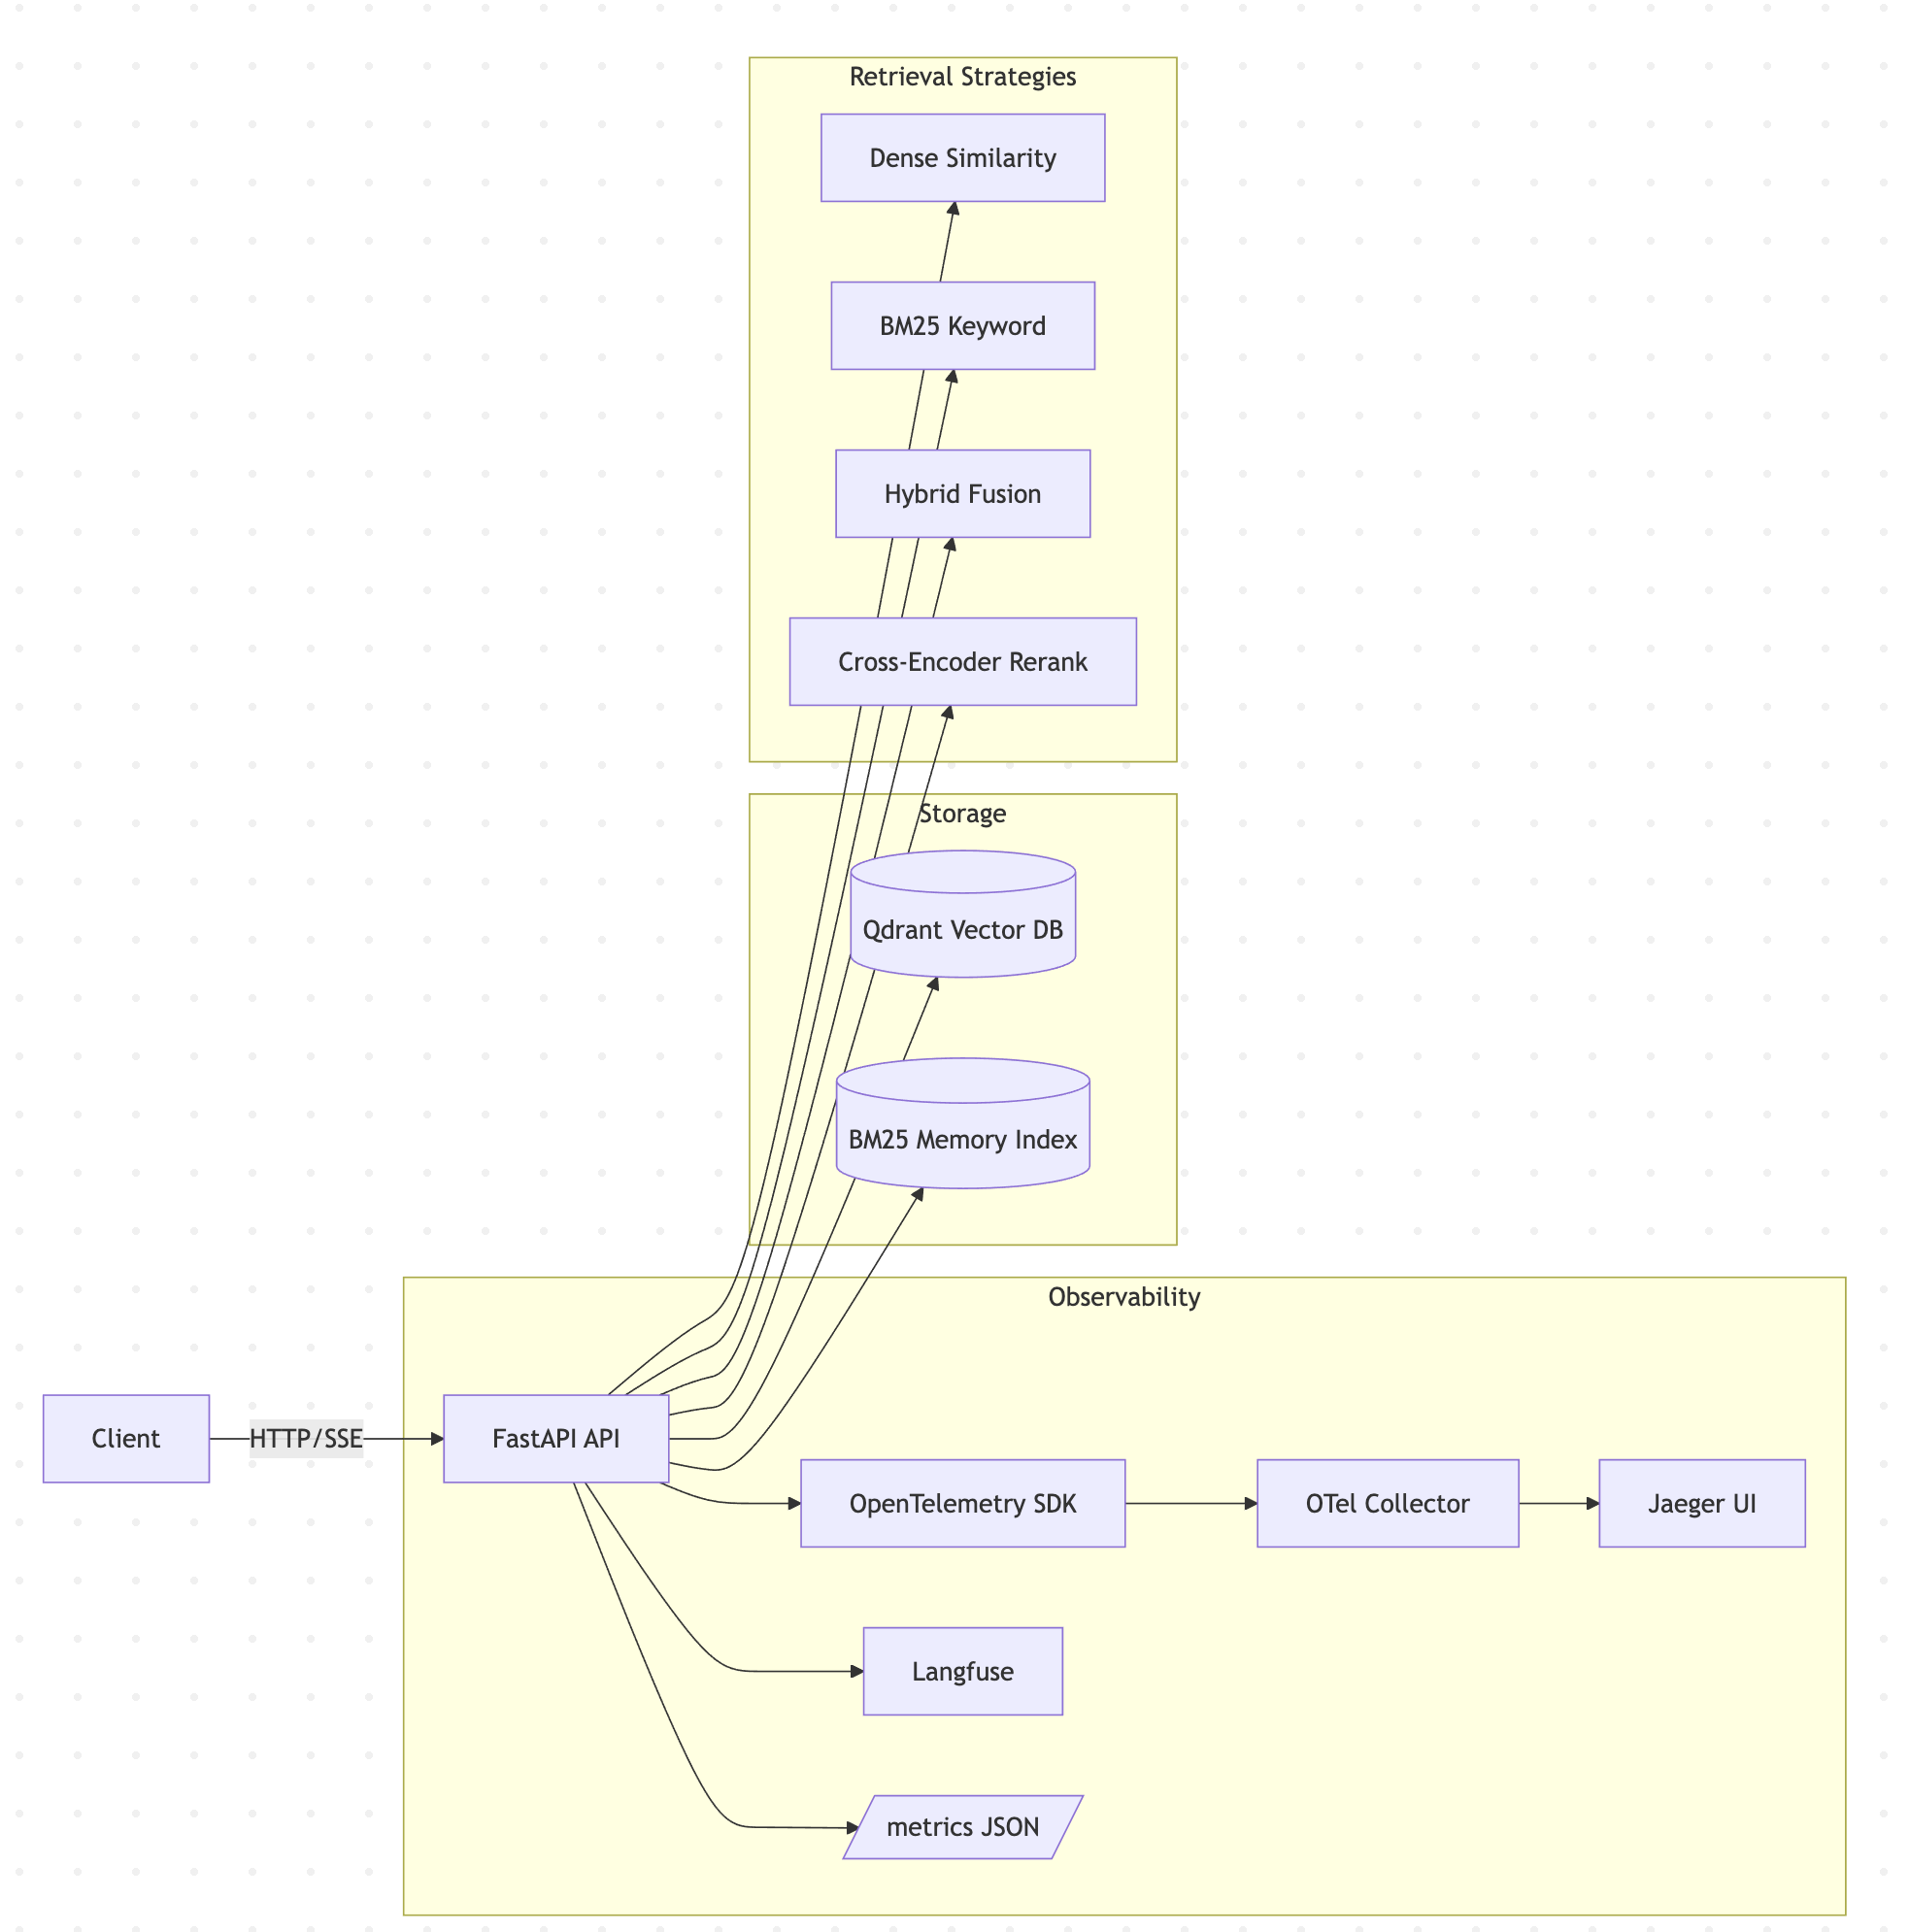 Retrieval Strategies
Dense Similarity
BM25 Keyword
Hybrid Fusion
Cross-Encoder Rerank
Storage
Qdrant Vector DB
BM25 Memory Index
Observability
Client
HTTP/SSE
FastAPI API
OpenTelemetry SDK
OTel Collector
Jaeger UI
Langfuse
metrics JSON